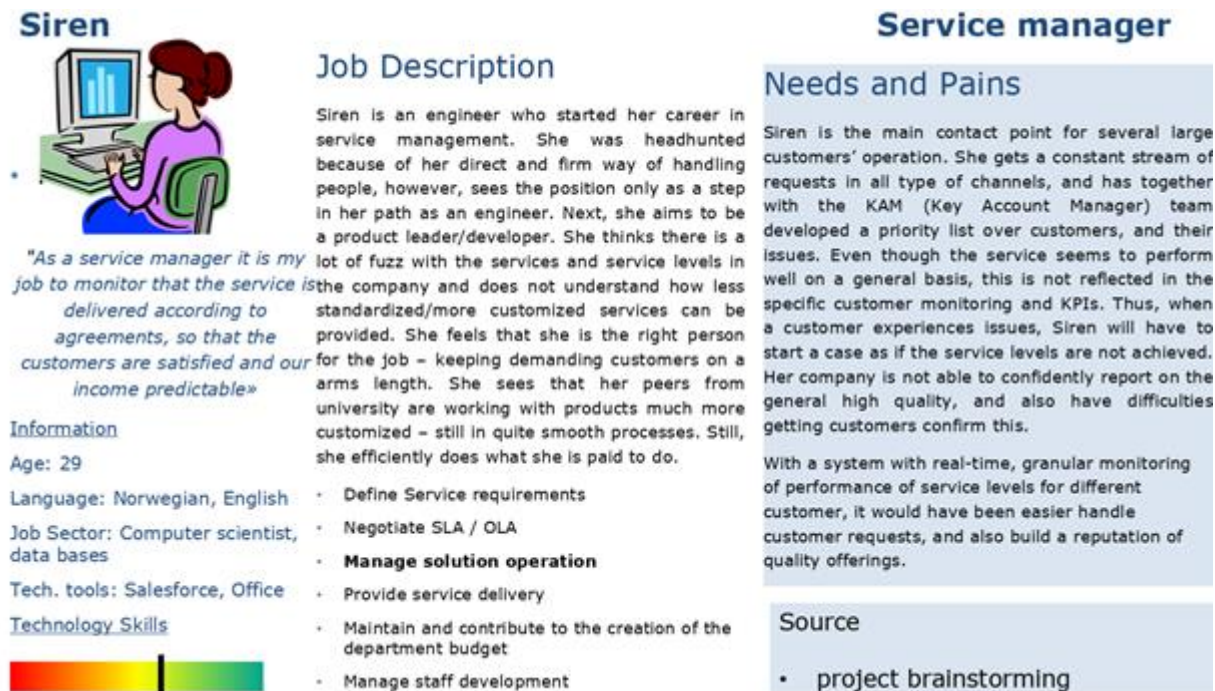 Siren
Service manager
"As a service manager it is my
job to monitor that the service is
delivered according to
agreements, so that the
customers are satisfied and our
income predictable»
Information
Age: 29
Language: Norwegian, English
Job Sector: Computer scientist,
data bases
Tech. tools: Salesforce, Office
Technology Skills
Job Description
Siren is an engineer who started her career in
service management. She was headhunted
because of her direct and firm way of handling
people, however, sees the position only as a step
in her path as an engineer. Next, she aims to be
a product leader/developer. She thinks there is a
lot of fuzz with the services and service levels in
the company and does not understand how less
standardized/more customized services can be
provided. She feels that she is the right person
for the job – keeping demanding customers on a
arms length. She sees that her peers from
university are working with products much more
customized – still in quite smooth processes. Still,
she efficiently does what she is paid to do.
• Define Service requirements
• Negotiate SLA / OLA
• Manage solution operation
• Provide service delivery
• Maintain and contribute to the creation of the
department budget
• Manage staff development
Needs and Pains
Siren is the main contact point for several large
customers’ operation. She gets a constant stream of
requests in all type of channels, and has together
with the KAM (Key Account Manager) team
developed a priority list over customers, and their
issues. Even though the service seems to perform
well on a general basis, this is not reflected in the
specific customer monitoring and KPIs. Thus, when
a customer experiences issues, Siren will have to
start a case as if the service levels are not achieved.
Her company is not able to confidently report on the
general high quality, and also have difficulties
getting customers confirm this.
With a system with real-time, granular monitoring
of performance of service levels for different
customer, it would have been easier handle
customer requests, and also build a reputation of
quality offerings.
Source
• project brainstorming